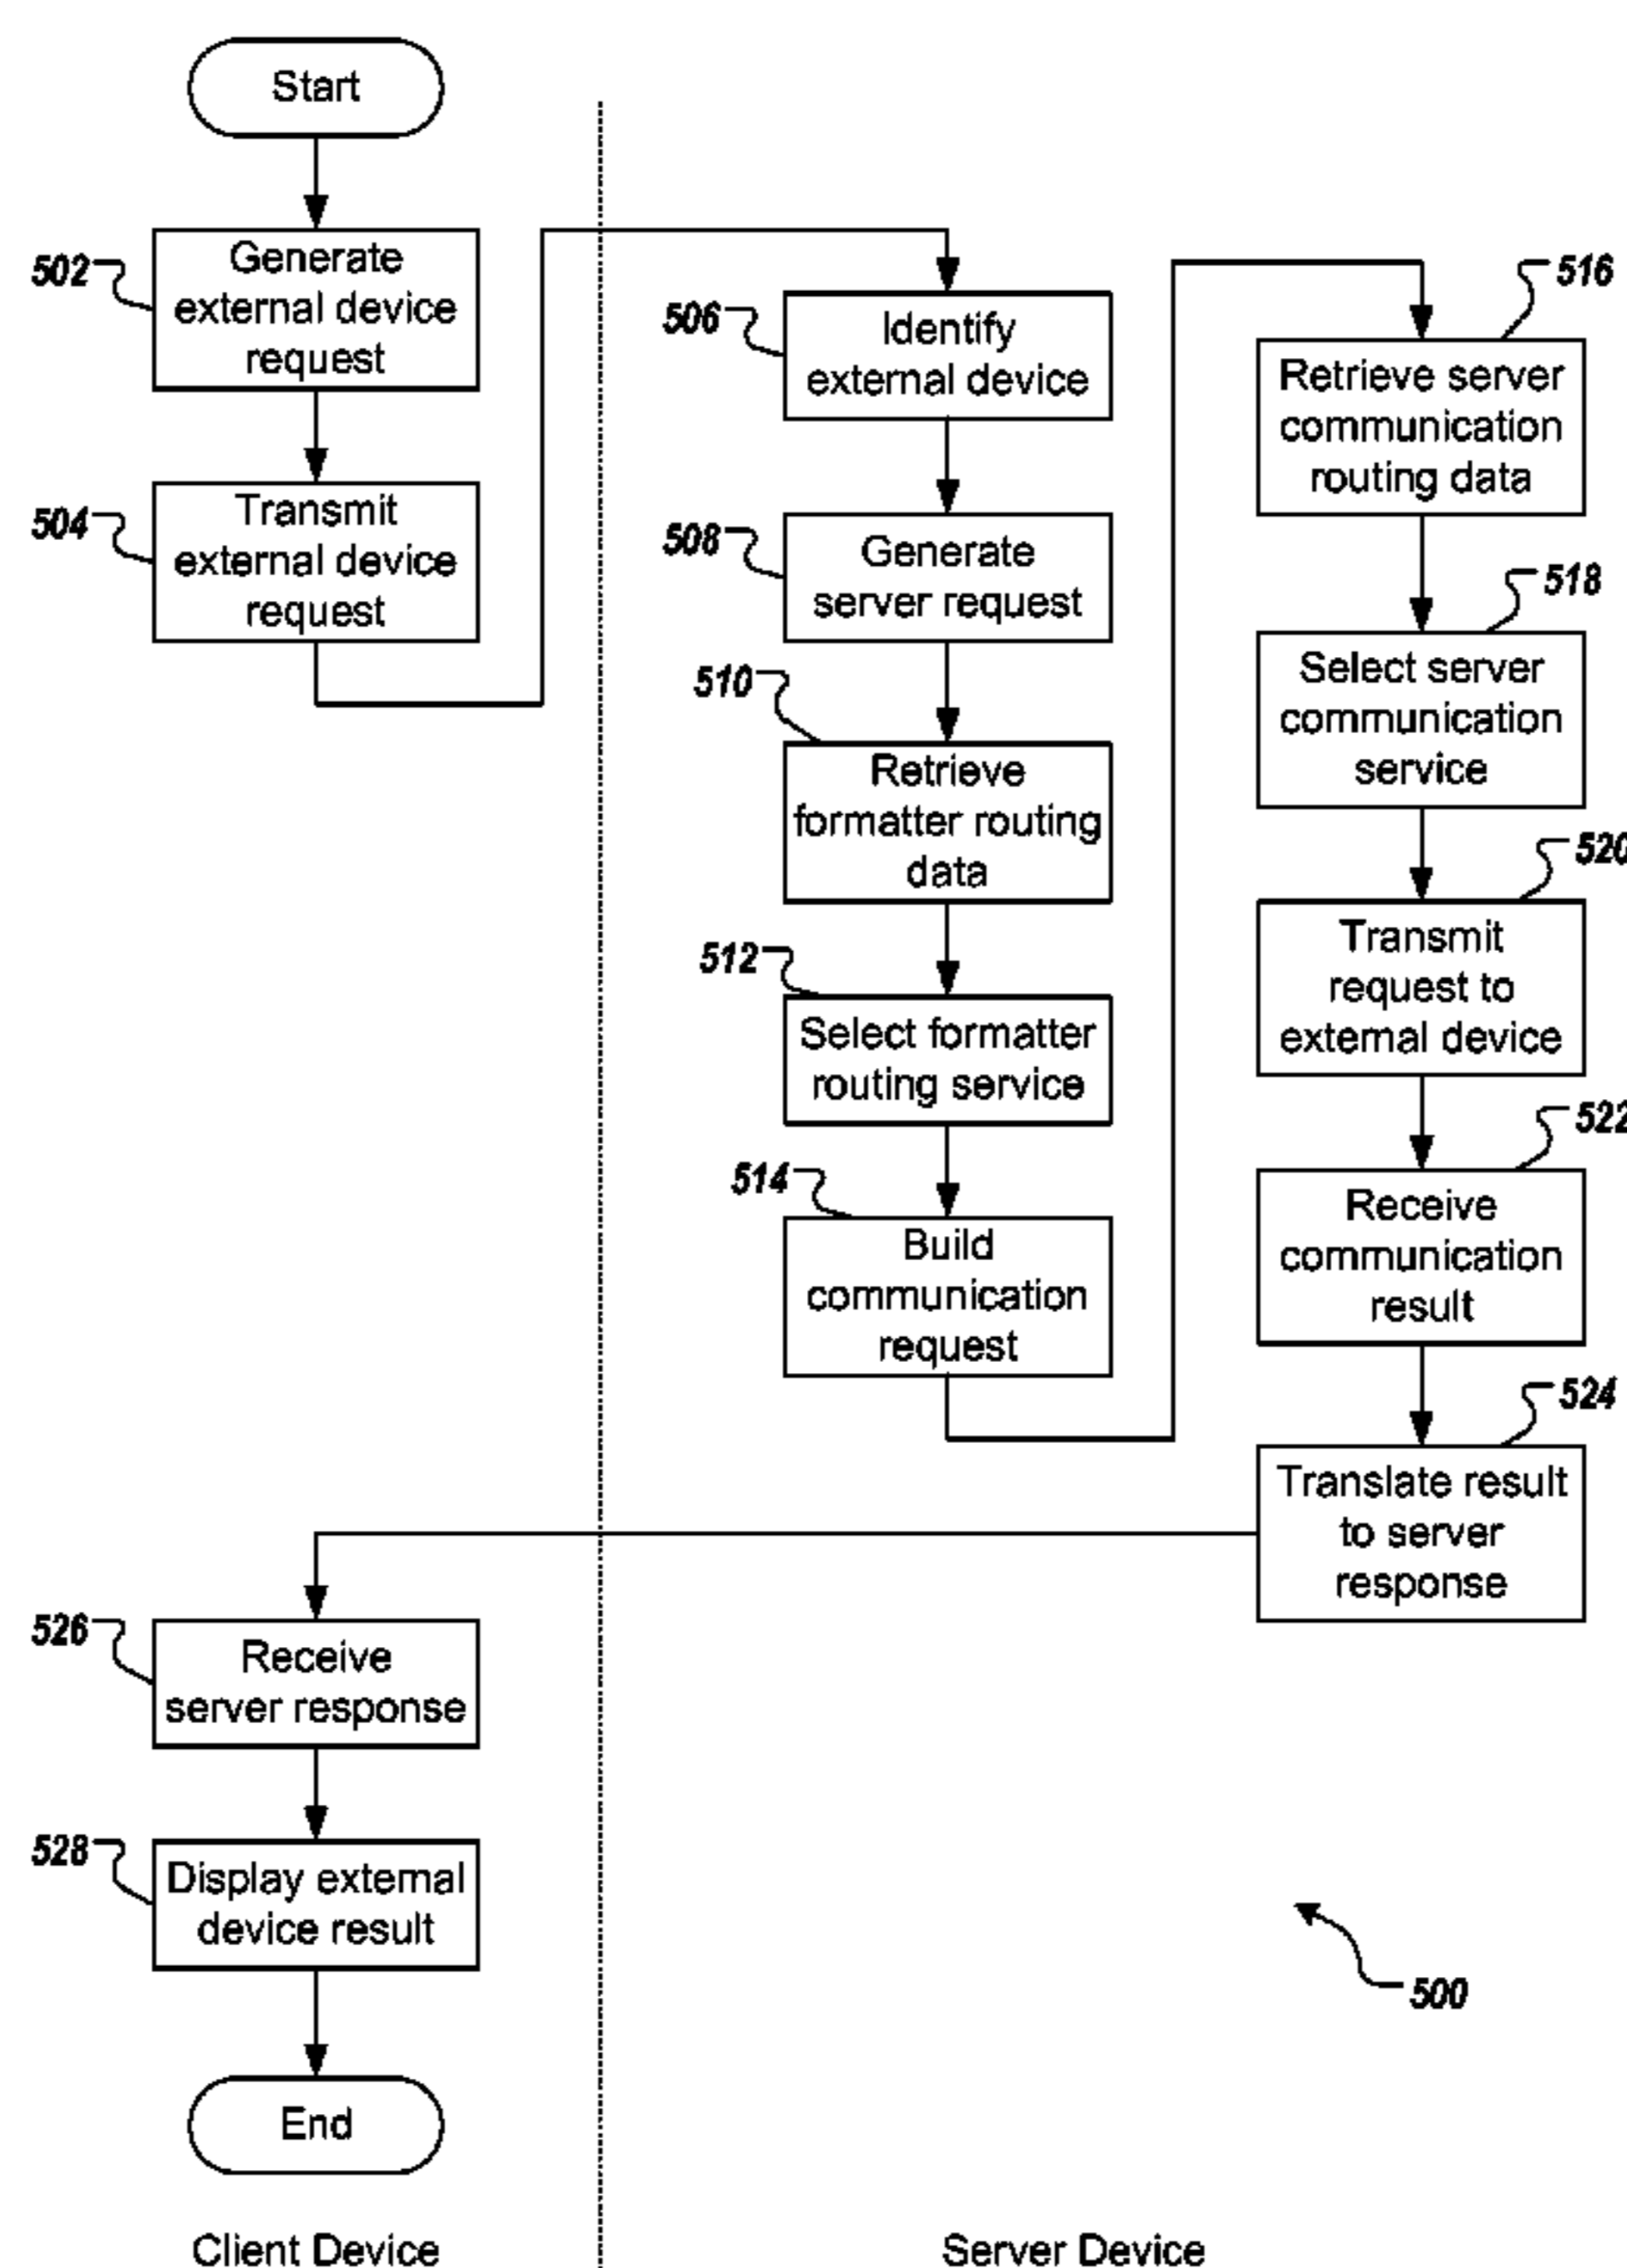 Start
502
Generate
external device
request
504
Transmit
external device
request
506
Identify
external device
508
Generate
server request
510
Retrieve
formatter routing
data
512
Select formatter
routing service
514
Build
communication
request
516
Retrieve server
communication
routing data
518
Select server
communication
service
520
Transmit
request to
external device
522
Receive
communication
result
524
Translate result
to server
response
526
Receive
server response
528
Display external
device result
End
500
Client Device
Server Device